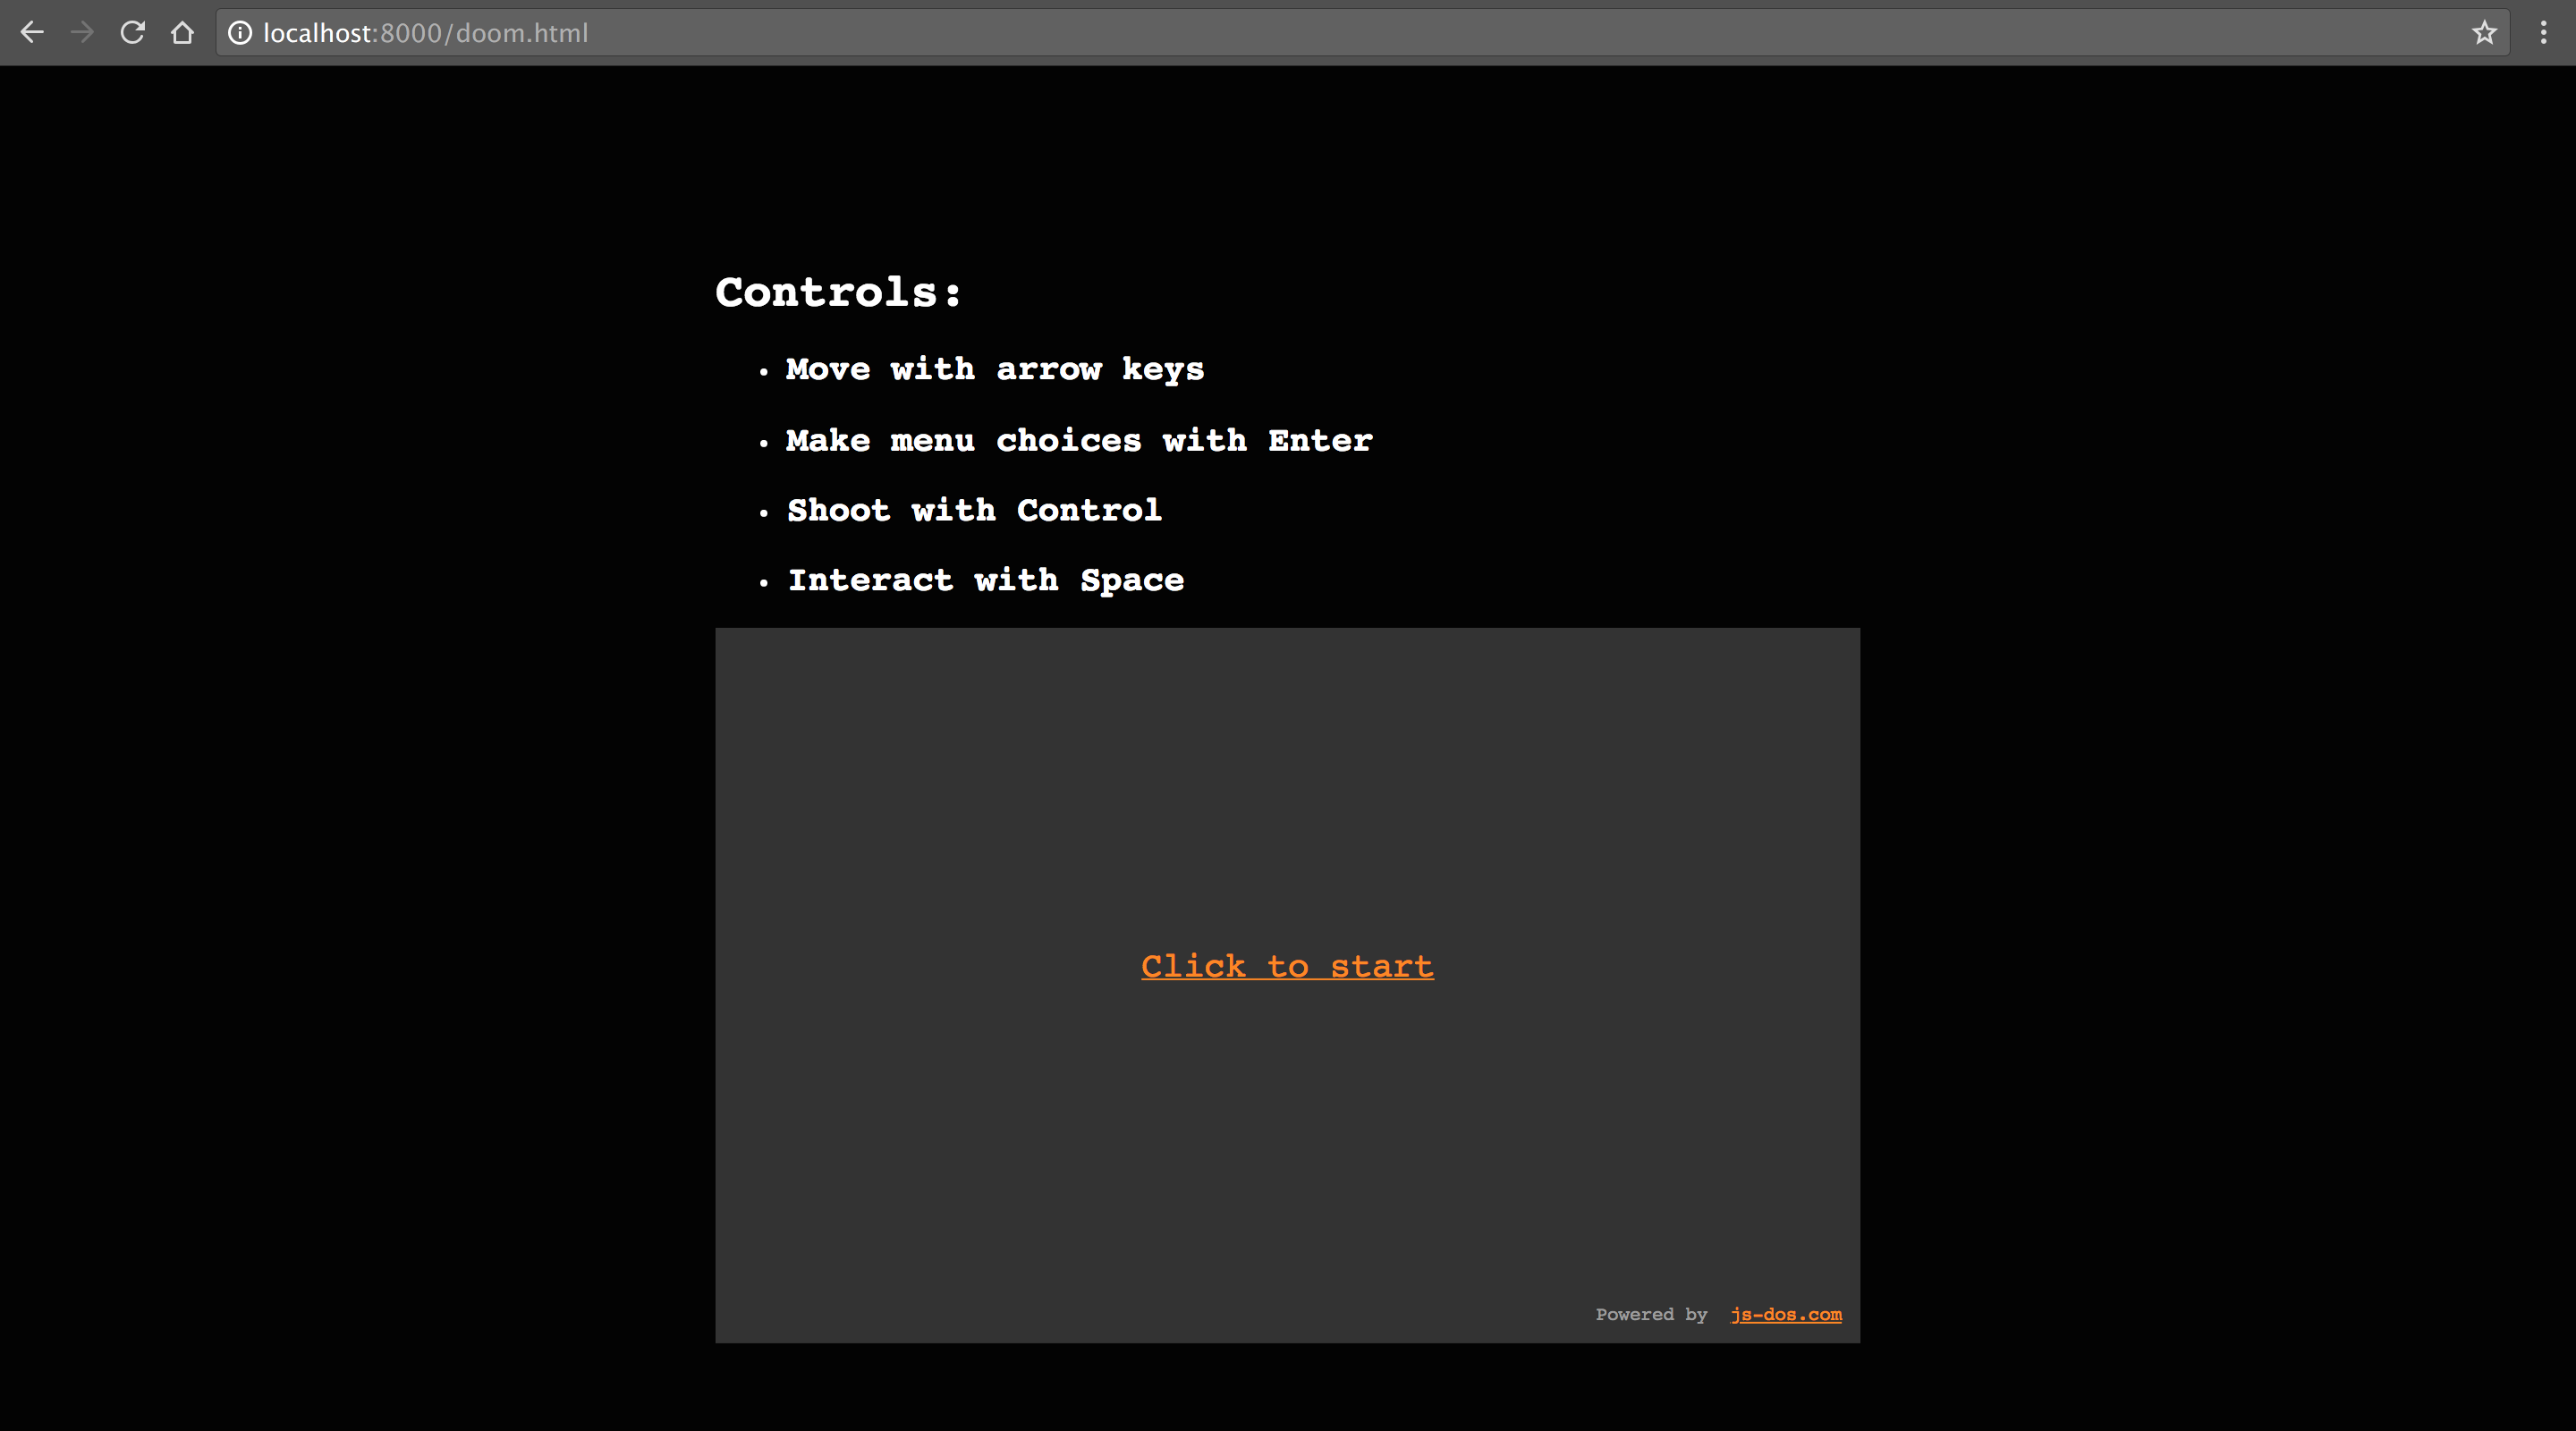 localhost:8000/doom.html
Controls:
• Move with arrow keys
• Make menu choices with Enter
• Shoot with Control
• Interact with Space
Click to start
Powered by js-dos.com